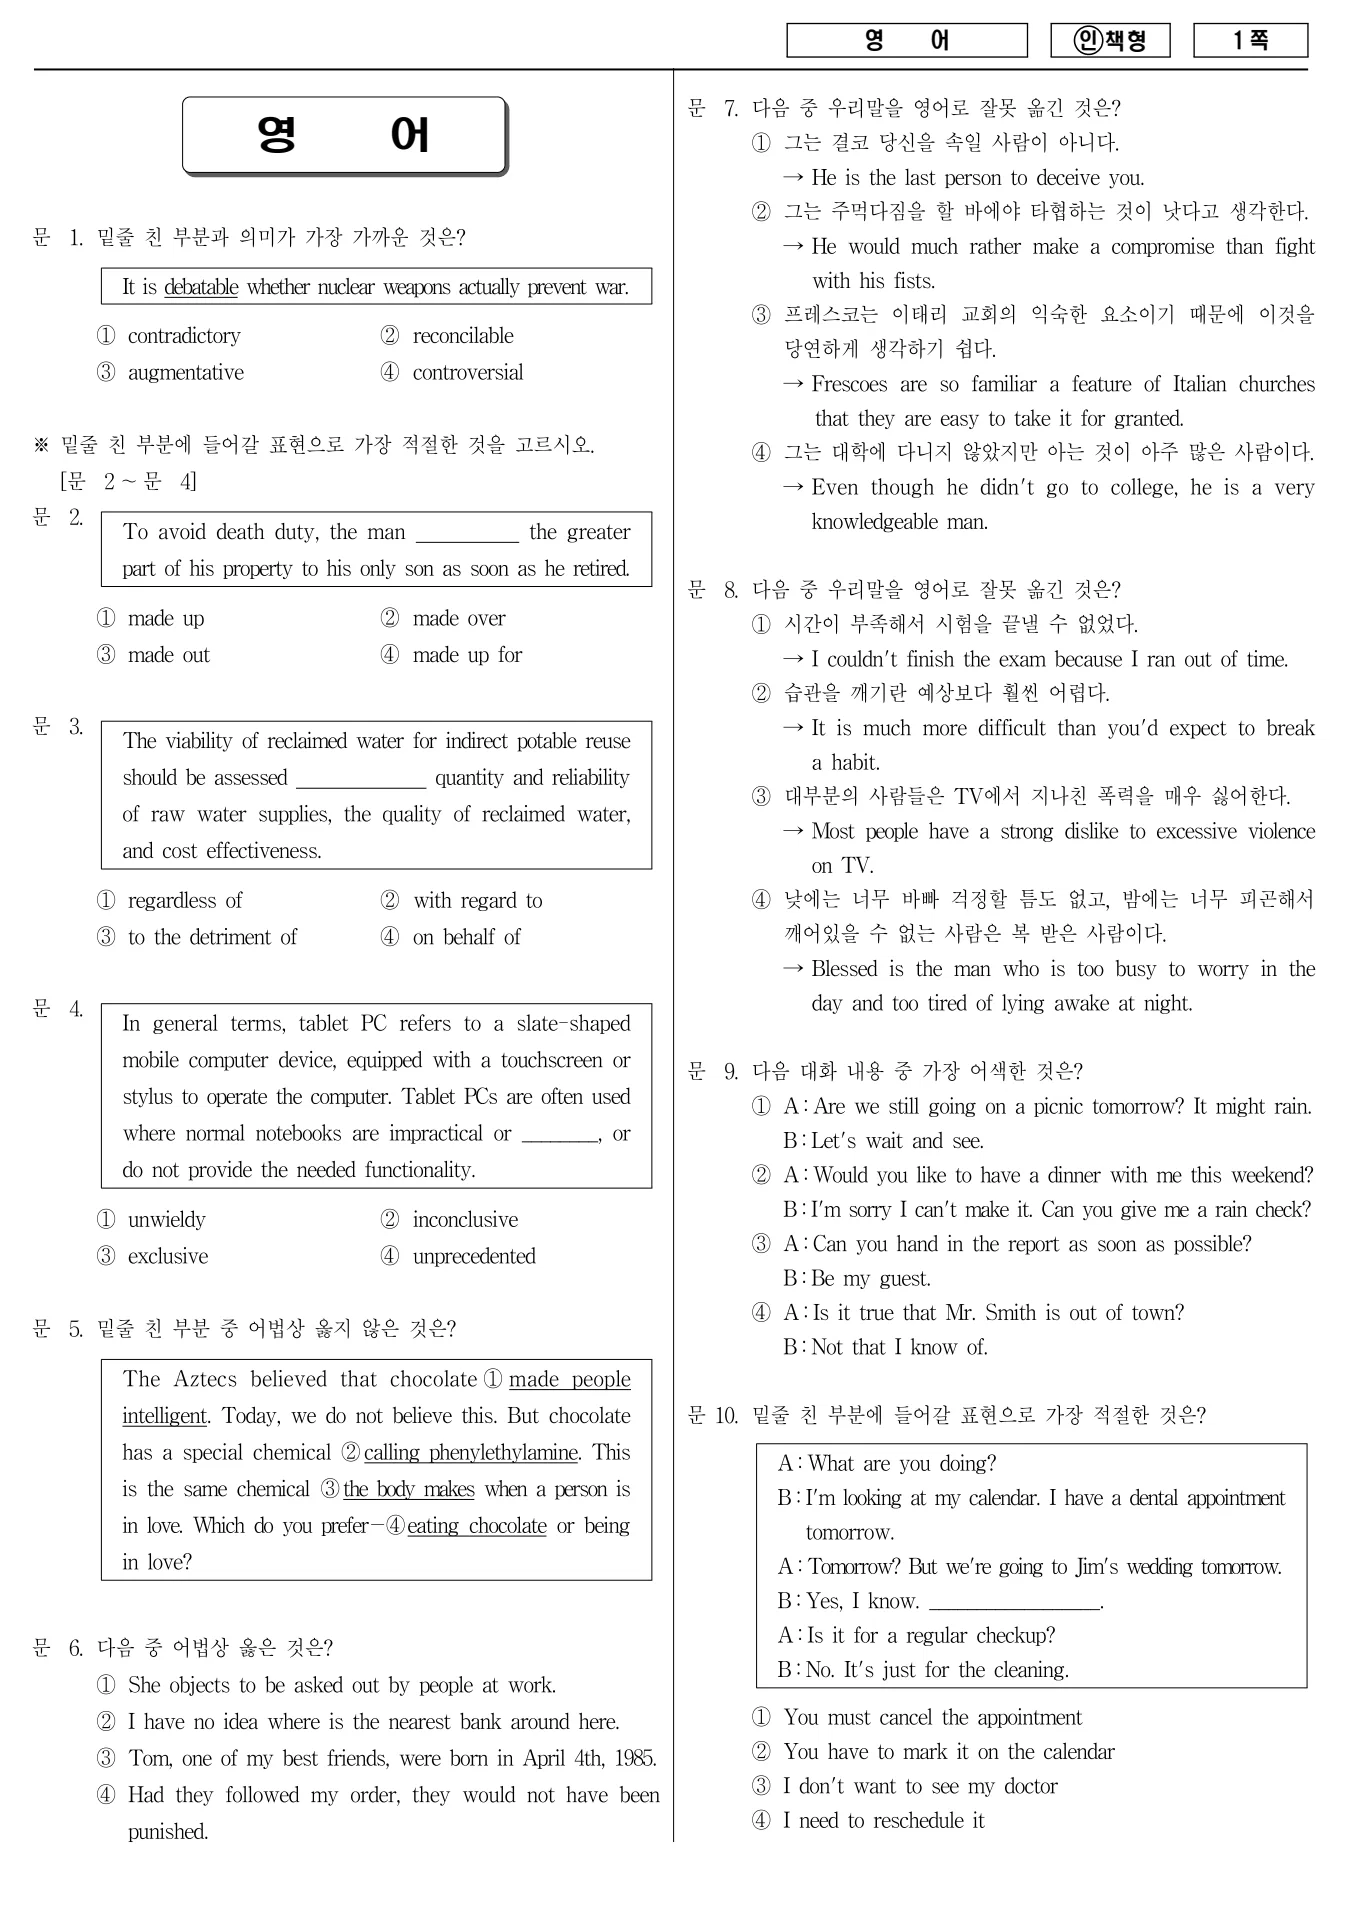 영 어
인책형
1쪽
영 어
문 1. 밑줄 친 부분과 의미가 가장 가까운 것은?
It is debatable whether nuclear weapons actually prevent war.
① contradictory ② reconcilable
③ augmentative ④ controversial
※ 밑줄 친 부분에 들어갈 표현으로 가장 적절한 것을 고르시오.
[문 2 ~ 문 4]
문 2.
To avoid death duty, the man __________ the greater
part of his property to his only son as soon as he retired.
① made up ② made over
③ made out ④ made up for
문 3.
The viability of reclaimed water for indirect potable reuse
should be assessed ____________ quantity and reliability
of raw water supplies, the quality of reclaimed water,
and cost effectiveness.
① regardless of ② with regard to
③ to the detriment of ④ on behalf of
문 4.
In general terms, tablet PC refers to a slate-shaped
mobile computer device, equipped with a touchscreen or
stylus to operate the computer. Tablet PCs are often used
where normal notebooks are impractical or ________, or
do not provide the needed functionality.
① unwieldy ② inconclusive
③ exclusive ④ unprecedented
문 5. 밑줄 친 부분 중 어법상 옳지 않은 것은?
The Aztecs believed that chocolate ① made people
intelligent. Today, we do not believe this. But chocolate
has a special chemical ② calling phenylethylamine. This
is the same chemical ③ the body makes when a person is
in love. Which do you prefer-④ eating chocolate or being
in love?
문 6. 다음 중 어법상 옳은 것은?
① She objects to be asked out by people at work.
② I have no idea where is the nearest bank around here.
③ Tom, one of my best friends, were born in April 4th, 1985.
④ Had they followed my order, they would not have been
punished.
문 7. 다음 중 우리말을 영어로 잘못 옮긴 것은?
① 그는 결코 당신을 속일 사람이 아니다.
→ He is the last person to deceive you.
② 그는 주먹다짐을 할 바에야 타협하는 것이 낫다고 생각한다.
→ He would much rather make a compromise than fight
with his fists.
③ 프레스코는 이태리 교회의 익숙한 요소이기 때문에 이것을
당연하게 생각하기 쉽다.
→ Frescoes are so familiar a feature of Italian churches
that they are easy to take it for granted.
④ 그는 대학에 다니지 않았지만 아는 것이 아주 많은 사람이다.
→ Even though he didn't go to college, he is a very
knowledgeable man.
문 8. 다음 중 우리말을 영어로 잘못 옮긴 것은?
① 시간이 부족해서 시험을 끝낼 수 없었다.
→ I couldn't finish the exam because I ran out of time.
② 습관을 깨기란 예상보다 훨씬 어렵다.
→ It is much more difficult than you'd expect to break
a habit.
③ 대부분의 사람들은 TV에서 지나친 폭력을 매우 싫어한다.
→ Most people have a strong dislike to excessive violence
on TV.
④ 낮에는 너무 바빠 걱정할 틈도 없고, 밤에는 너무 피곤해서
깨어있을 수 없는 사람은 복 받은 사람이다.
→ Blessed is the man who is too busy to worry in the
day and too tired of lying awake at night.
문 9. 다음 대화 내용 중 가장 어색한 것은?
① A:Are we still going on a picnic tomorrow? It might rain.
B:Let's wait and see.
② A:Would you like to have a dinner with me this weekend?
B:I'm sorry I can't make it. Can you give me a rain check?
③ A:Can you hand in the report as soon as possible?
B:Be my guest.
④ A:Is it true that Mr. Smith is out of town?
B:Not that I know of.
문 10. 밑줄 친 부분에 들어갈 표현으로 가장 적절한 것은?
A:What are you doing?
B:I'm looking at my calendar. I have a dental appointment
tomorrow.
A:Tomorrow? But we're going to Jim's wedding tomorrow.
B:Yes, I know. ________________.
A:Is it for a regular checkup?
B:No. It's just for the cleaning.
① You must cancel the appointment
② You have to mark it on the calendar
③ I don't want to see my doctor
④ I need to reschedule it